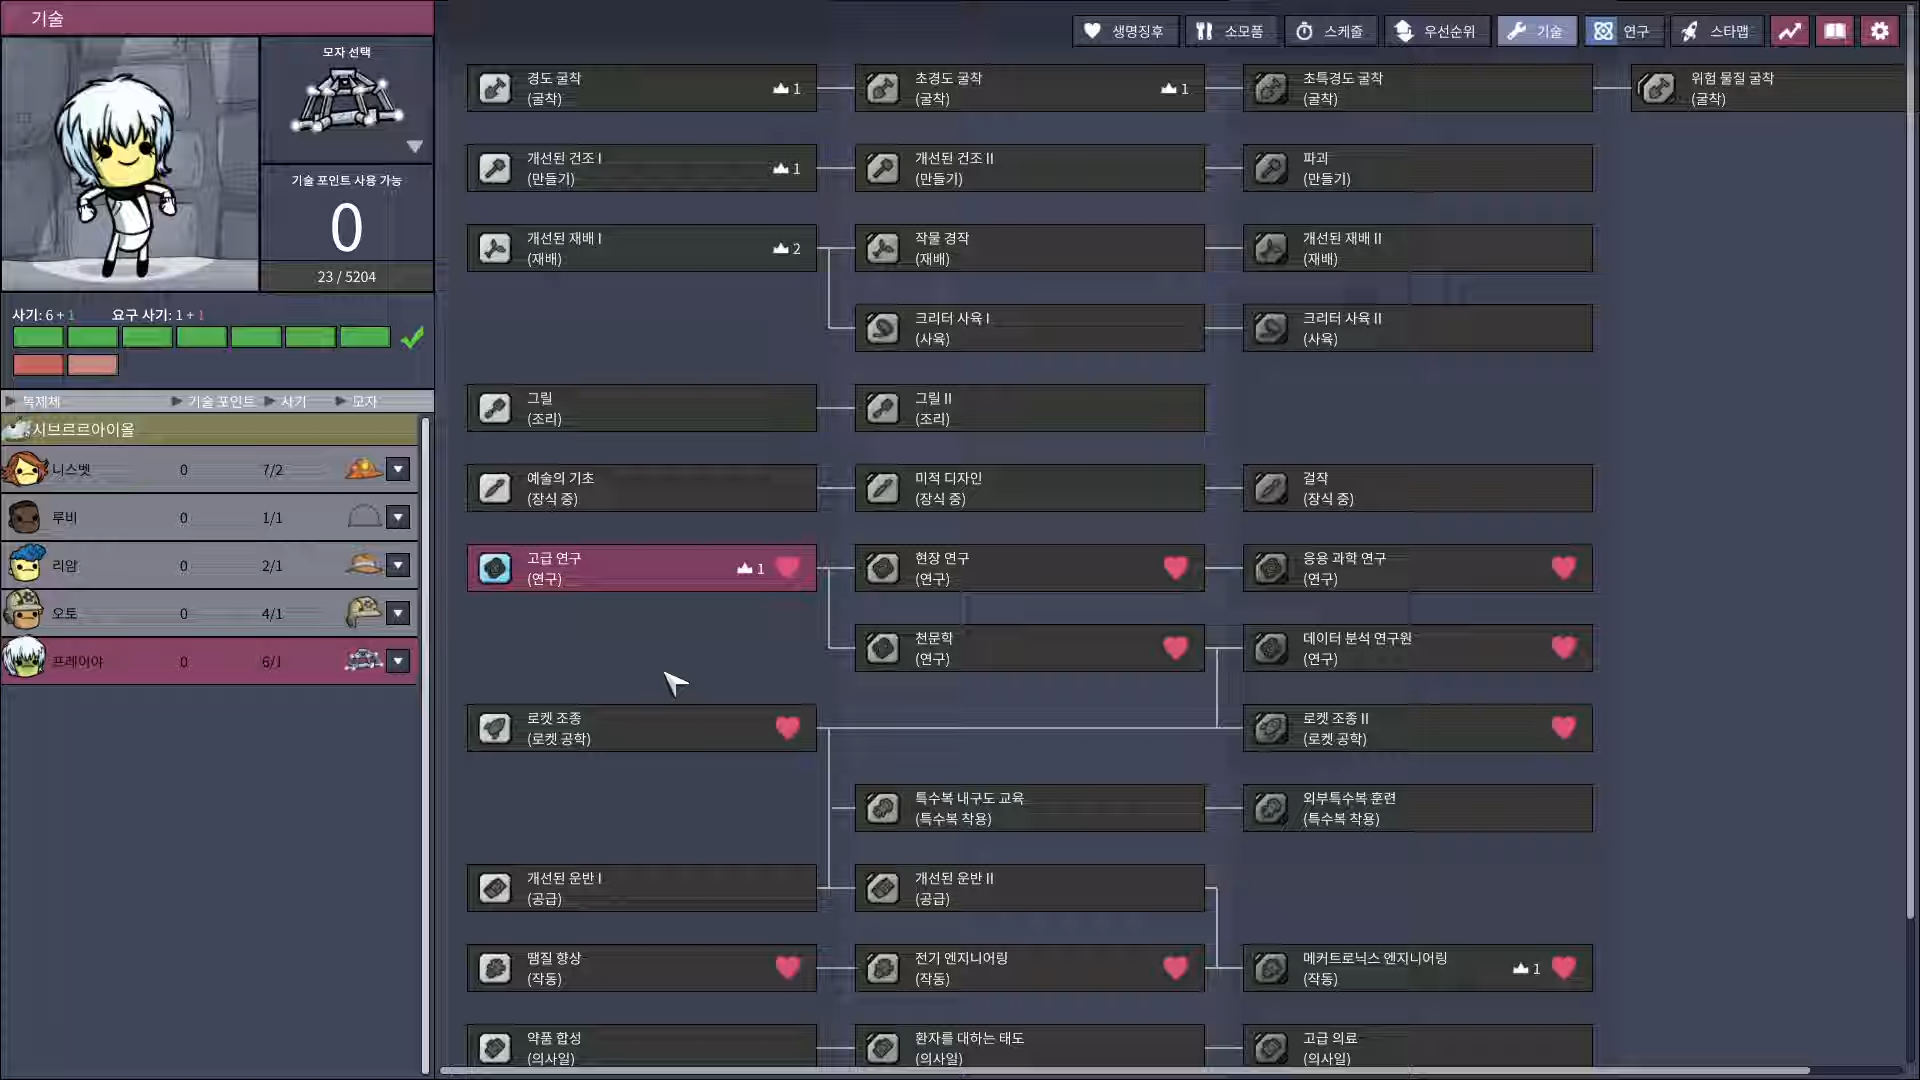 기술
생명징후
소모품
스케줄
우선순위
기술
연구
스타맵
모자 선택
기술 포인트 사용 가능
0
23 / 5204
사기: 6 + 1
요구 사기: 1 + 1
복제체
기술 포인트
사기
모자
시브르르아이올
니스벳 0 7/2
루비 0 1/1
리암 0 2/1
오토 0 4/1
프레이야 0 6/1
경도 굴착
(굴착)
1
초경도 굴착
(굴착)
1
초특경도 굴착
(굴착)
위험 물질 굴착
(굴착)
개선된 건조 I
(만들기)
1
개선된 건조 II
(만들기)
파괴
(만들기)
개선된 재배 I
(재배)
2
작물 경작
(재배)
개선된 재배 II
(재배)
크리터 사육 I
(사육)
크리터 사육 II
(사육)
그릴
(조리)
그릴 II
(조리)
예술의 기초
(장식 중)
미적 디자인
(장식 중)
걸작
(장식 중)
고급 연구
(연구)
1
현장 연구
(연구)
응용 과학 연구
(연구)
천문학
(연구)
데이터 분석 연구원
(연구)
로켓 조종
(로켓 공학)
로켓 조종 II
(로켓 공학)
특수복 내구도 교육
(특수복 착용)
외부특수복 훈련
(특수복 착용)
개선된 운반 I
(공급)
개선된 운반 II
(공급)
땜질 향상
(작동)
전기 엔지니어링
(작동)
메커트로닉스 엔지니어링
(작동)
1
약품 합성
(의사일)
환자를 대하는 태도
(의사일)
고급 의료
(의사일)